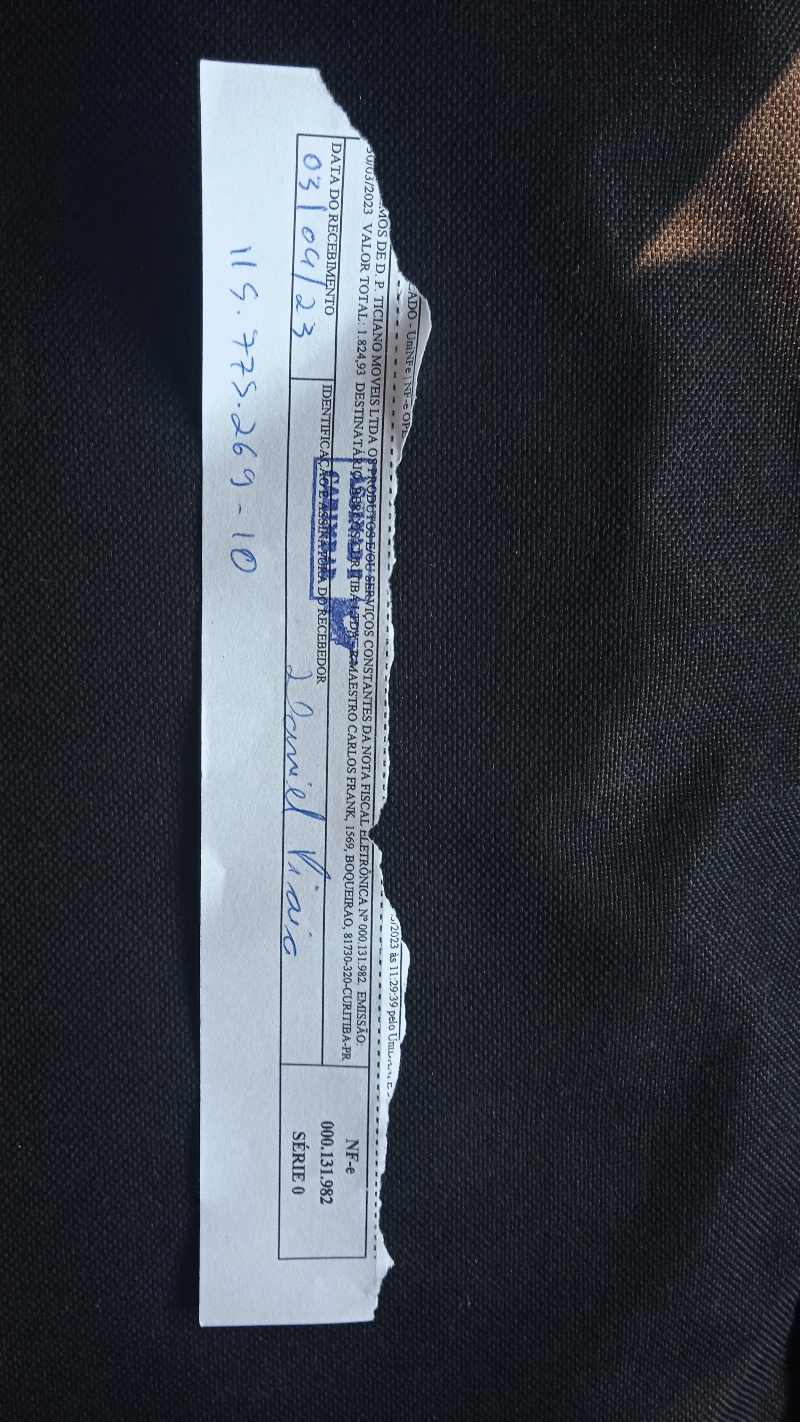 ADO - UniNFe | NF-e OPE
/2023 às 11:29:39 pelo
MOS DE D. P. TICIANO MOVEIS LTDA OS PRODUTOS E/OU SERVIÇOS CONSTANTES DA NOTA FISCAL ELETRÔNICA Nº 000.131.982. EMISSÃO:
30/03/2023 VALOR TOTAL: 1.824,93 DESTINATÁRIO: MAESTRO CARLOS FRANK, 1569, BOQUEIRAO, 81730-320-CURITIBA-PR
DATA DO RECEBIMENTO
03/04/23
IDENTIFICAÇÃO E ASSINATURA DO RECEBEDOR
Daniel
NF-e
000.131.982
SÉRIE 0
115.775.269-10